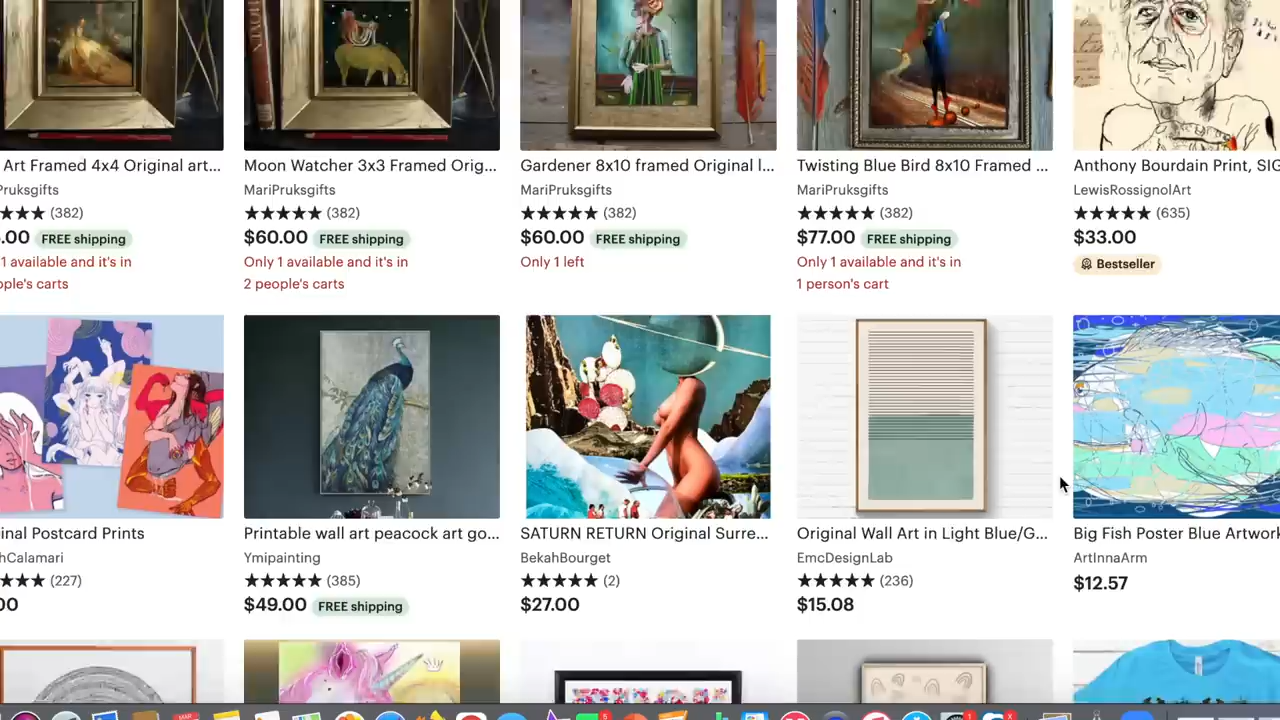 Art Framed 4x4 Original art...
Pruksgifts
(382)
.00 FREE shipping
1 available and it's in
ople's carts
Moon Watcher 3x3 Framed Orig...
MariPruksgifts
★★★★★ (382)
$60.00 FREE shipping
Only 1 available and it's in
2 people's carts
Gardener 8x10 framed Original l...
MariPruksgifts
★★★★★ (382)
$60.00 FREE shipping
Only 1 left
Twisting Blue Bird 8x10 Framed ...
MariPruksgifts
★★★★★ (382)
$77.00 FREE shipping
Only 1 available and it's in
1 person's cart
Anthony Bourdain Print, SIG
LewisRossignolArt
★★★★★ (635)
$33.00
Bestseller
inal Postcard Prints
hCalamari
(227)
00
Printable wall art peacock art go...
Ymipainting
★★★★★ (385)
$49.00 FREE shipping
SATURN RETURN Original Surre...
BekahBourget
★★★★★ (2)
$27.00
Original Wall Art in Light Blue/G...
EmcDesignLab
★★★★★ (236)
$15.08
Big Fish Poster Blue Artwork
ArtInnaArm
$12.57